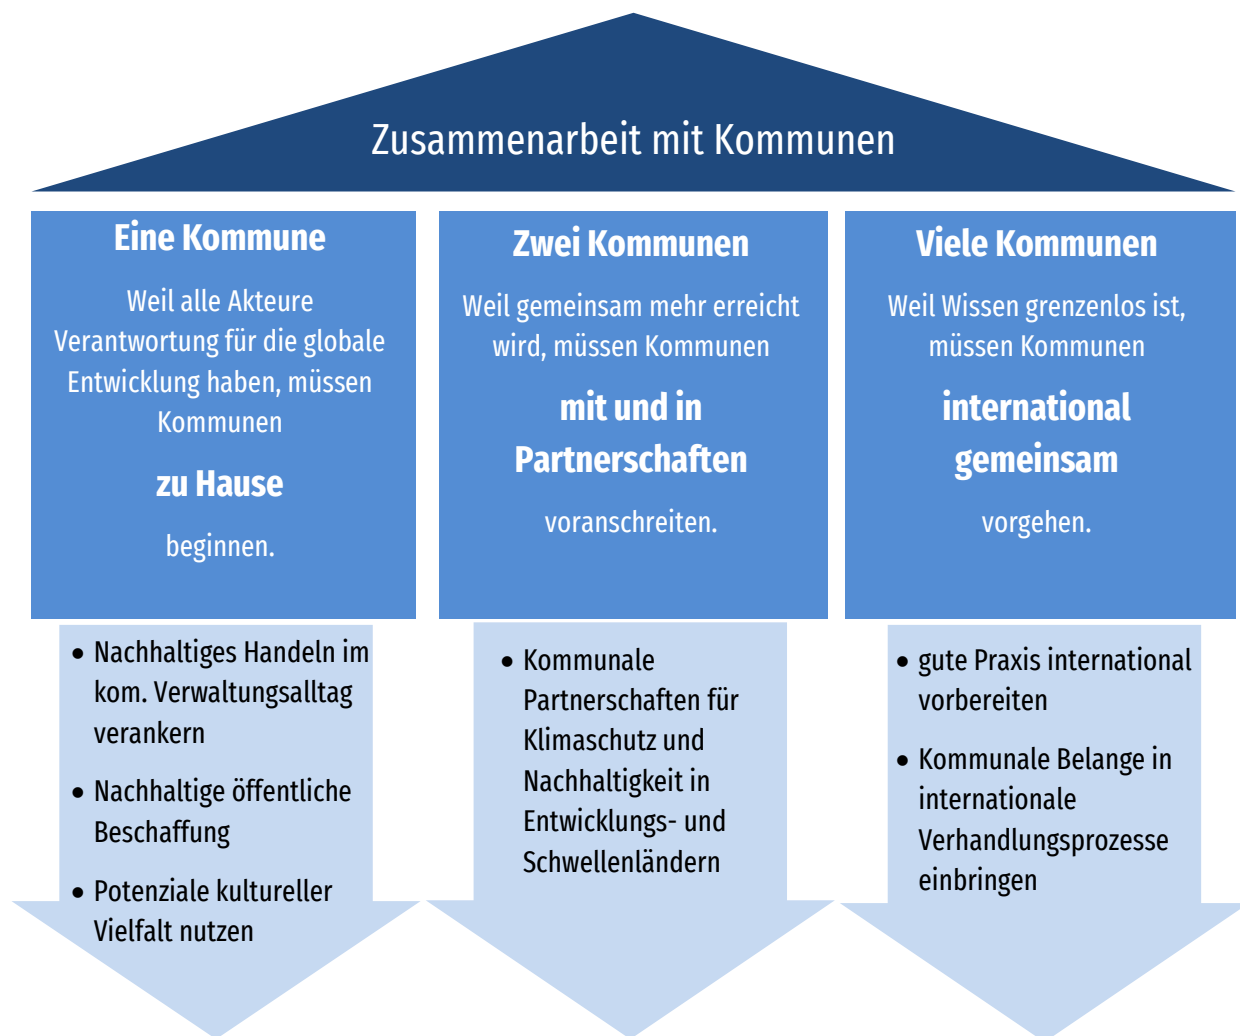 Zusammenarbeit mit Kommunen
Eine Kommune
Weil alle Akteure
Verantwortung für die globale
Entwicklung haben, müssen
Kommunen
zu Hause
beginnen.
Zwei Kommunen
Weil gemeinsam mehr erreicht
wird, müssen Kommunen
mit und in
Partnerschaften
voranschreiten.
Viele Kommunen
Weil Wissen grenzenlos ist,
müssen Kommunen
international
gemeinsam
vorgehen.
• Nachhaltiges Handeln im
kom. Verwaltungsalltag
verankern
• Nachhaltige öffentliche
Beschaffung
• Potenziale kultureller
Vielfalt nutzen
• Kommunale
Partnerschaften für
Klimaschutz und
Nachhaltigkeit in
Entwicklungs- und
Schwellenländern
• gute Praxis international
vorbereiten
• Kommunale Belange in
internationale
Verhandlungsprozesse
einbringen